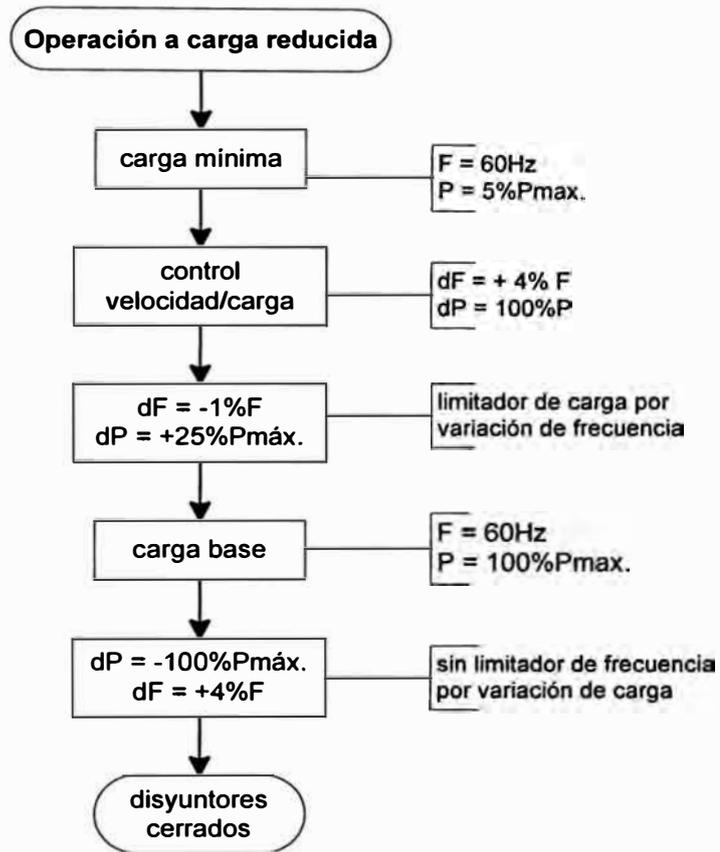 Operación a carga reducida
carga mínima
F = 60Hz
P = 5%Pmax.
control
velocidad/carga
dF = + 4% F
dP = 100%P
dF = -1%F
dP = +25%Pmáx.
limitador de carga por
variación de frecuencia
carga base
F = 60Hz
P = 100%Pmax.
dP = -100%Pmáx.
dF = +4%F
sin limitador de frecuencia
por variación de carga
disyuntores
cerrados